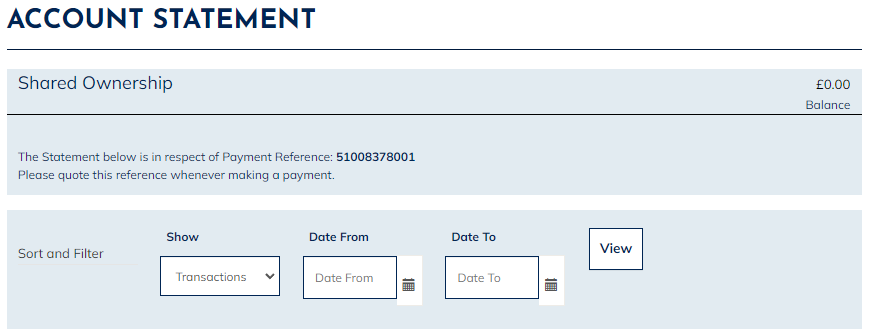 ACCOUNT STATEMENT
Shared Ownership
£0.00
Balance
The Statement below is in respect of Payment Reference: 51008378001
Please quote this reference whenever making a payment.
Sort and Filter
Show
Transactions
Date From
Date From
Date To
Date To
View